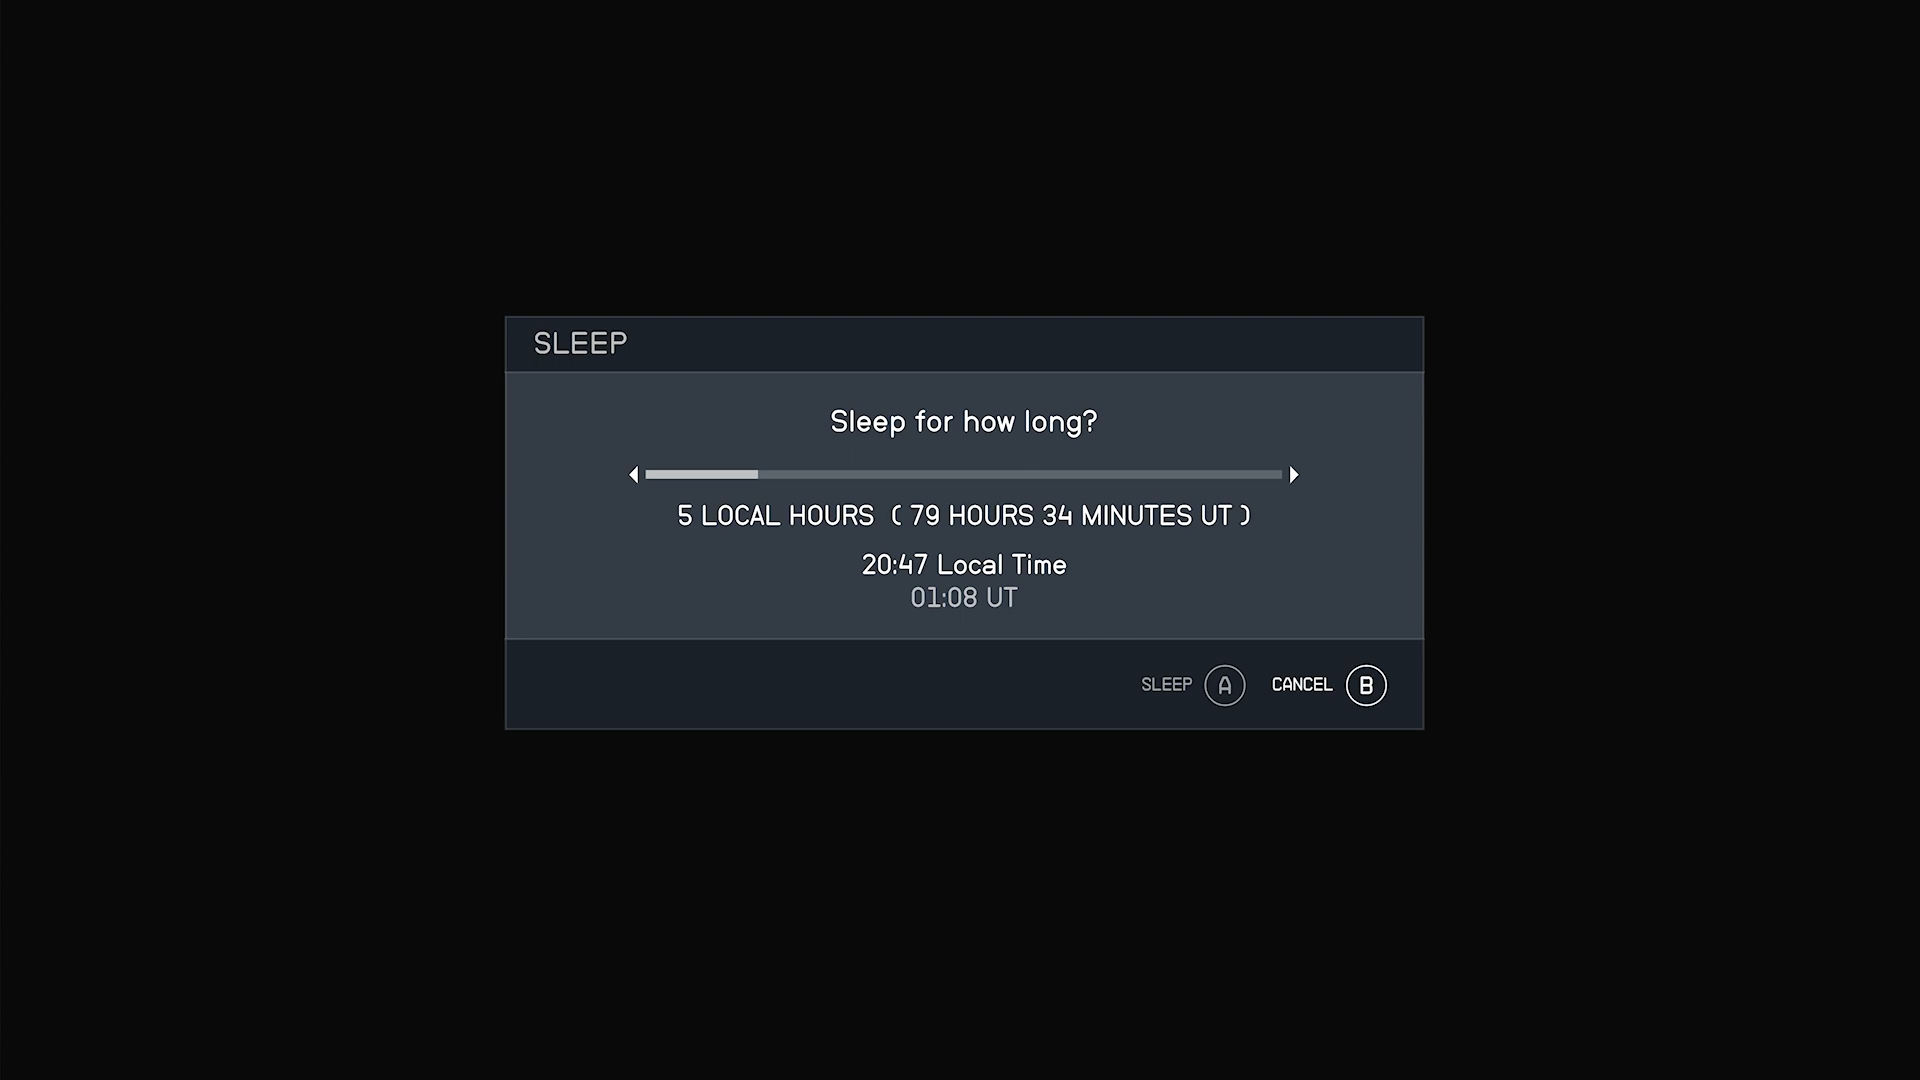 SLEEP
Sleep for how long?
5 LOCAL HOURS ( 79 HOURS 34 MINUTES UT )
20:47 Local Time
01:08 UT
SLEEP A CANCEL B